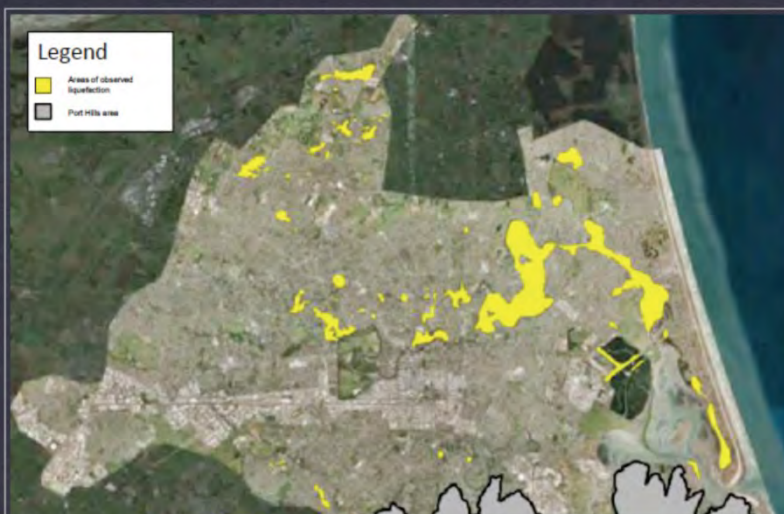 Legend
Areas of observed
liquefaction
Port Hills area